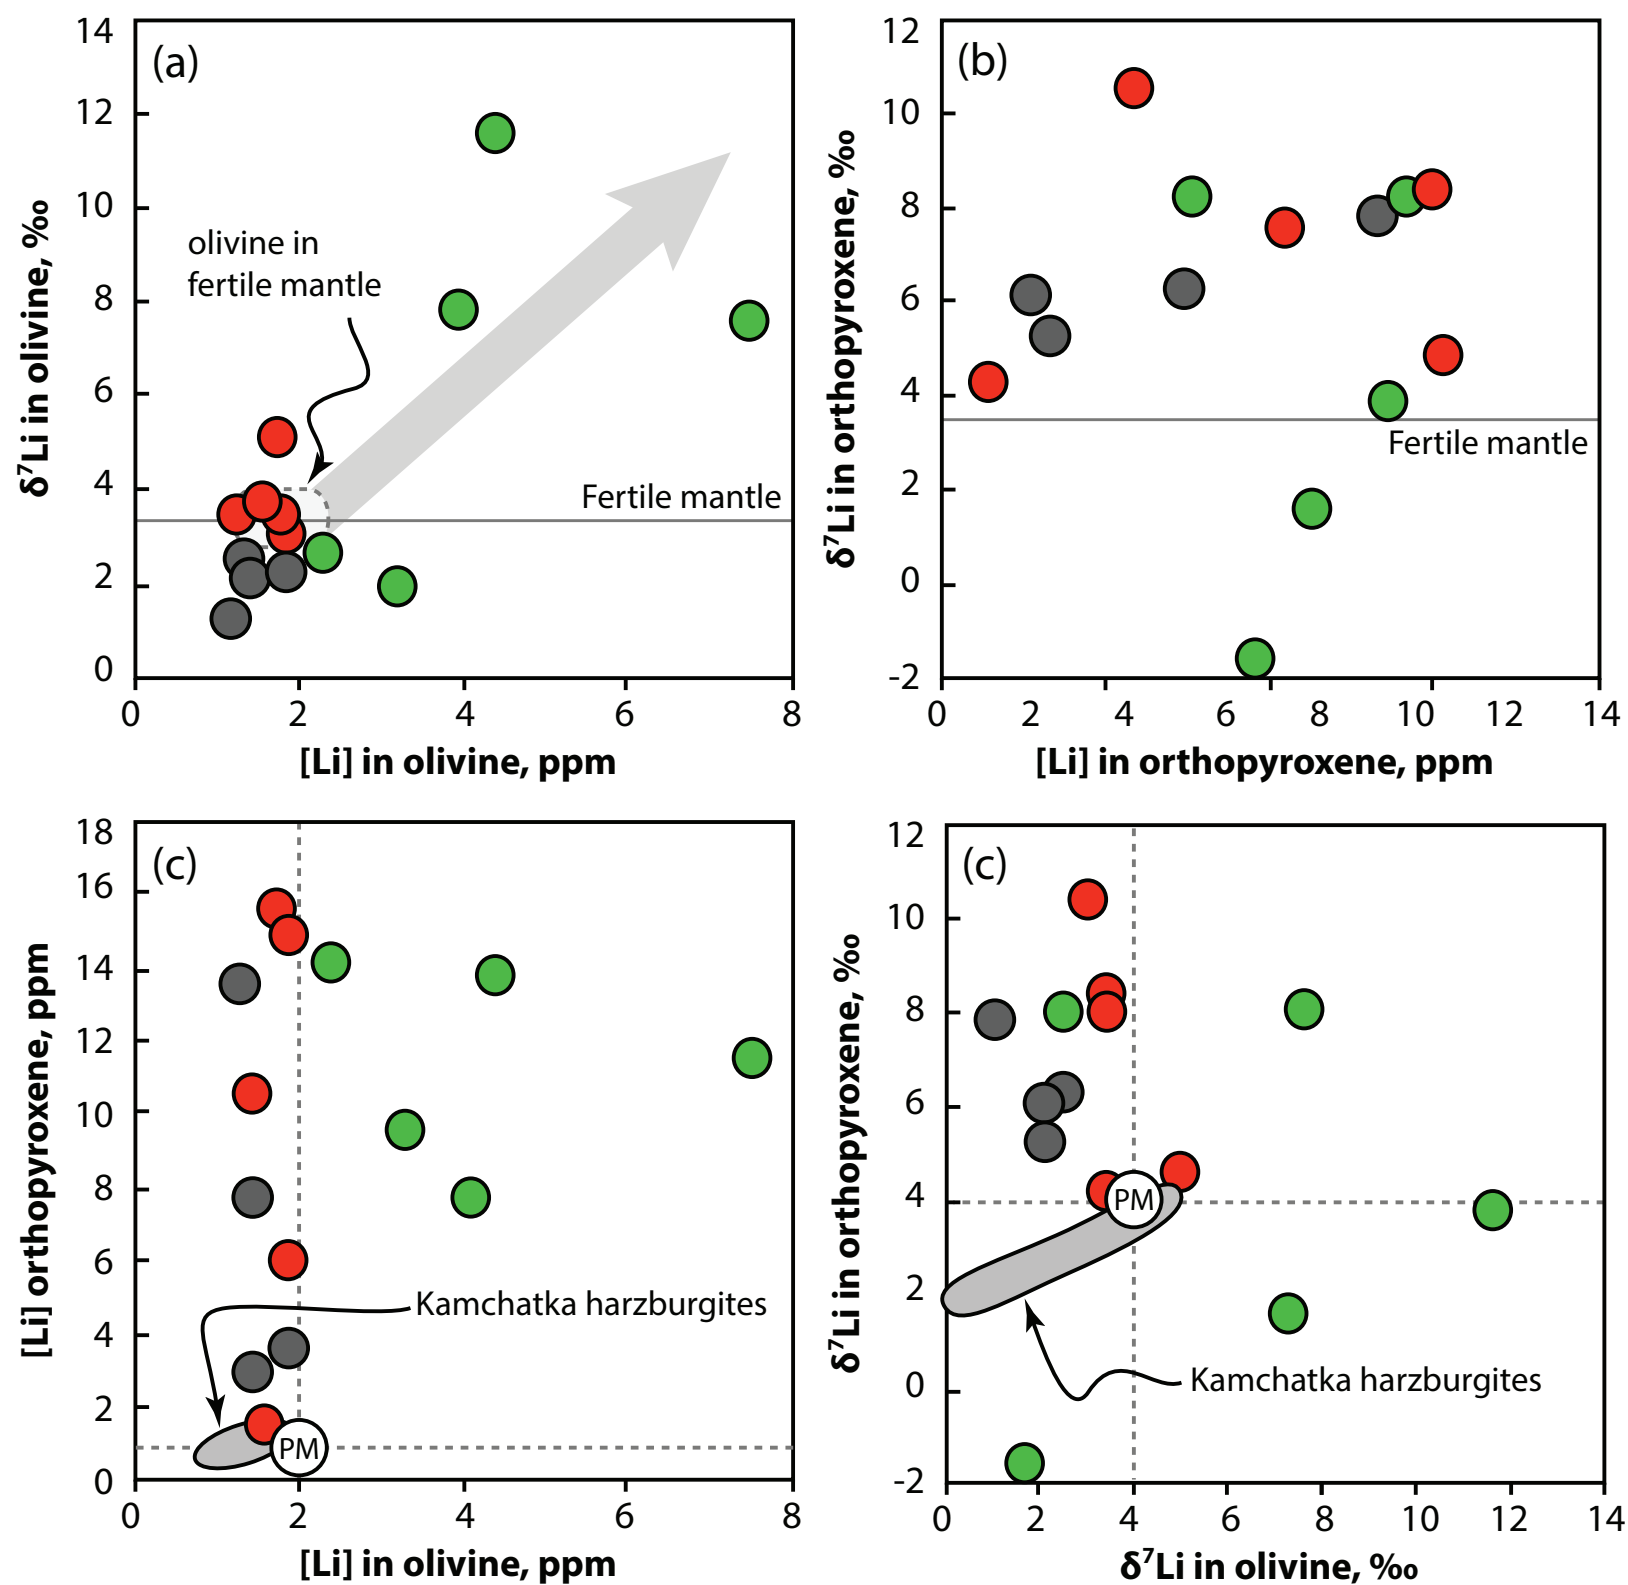 14
12
10
8
6
4
2
0
δ⁷Li in olivine, ‰
(a)
olivine in
fertile mantle
Fertile mantle
0 2 4 6 8
[Li] in olivine, ppm
12
10
8
6
4
2
0
-2
δ⁷Li in orthopyroxene, ‰
(b)
Fertile mantle
0 2 4 6 8 10 12 14
[Li] in orthopyroxene, ppm
18
16
14
12
10
8
6
4
2
0
[Li] orthopyroxene, ppm
(c)
Kamchatka harzburgites
PM
0 2 4 6 8
[Li] in olivine, ppm
12
10
8
6
4
2
0
-2
δ⁷Li in orthopyroxene, ‰
(c)
PM
Kamchatka harzburgites
0 2 4 6 8 10 12 14
δ⁷Li in olivine, ‰